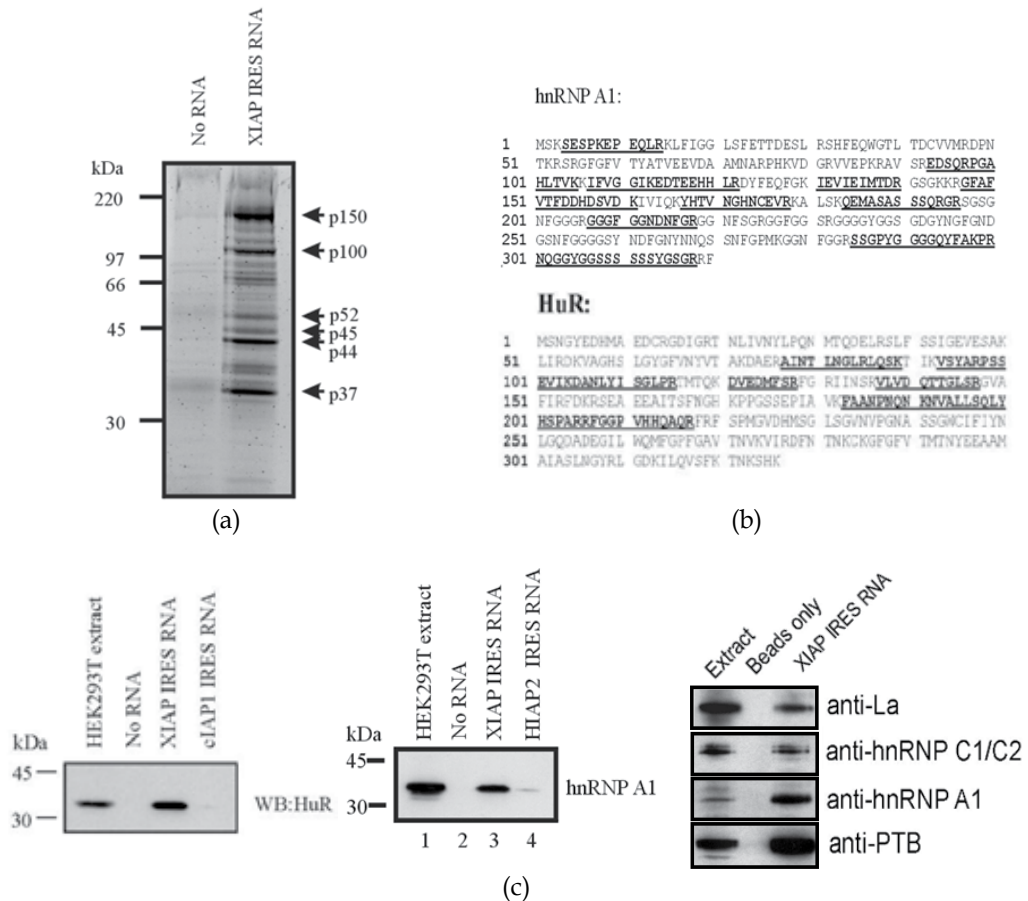 No RNA
XIAP IRES RNA
kDa
220
97
66
45
30
p150
p100
p52
p45
p44
p37
(a)
hnRNP A1:
1 MSKSESPKEP EQLRKLFIGG LSFETTDESL RSHFEQWGTL TDCVVMRDPN
51 TKRSRGFGFV TYATVEEVDA AMNARPHKVD GRVVEPKRAV SREDSQRPGA
101 HLTVKKIFVGG GIKEDTEEHH LRDYFEQFGK IEVIEIMTDR GSGKKRGFAF
151 VTFDDHDSVD KIVIQKYHTV NGHNCEVRKA LSKQEMASAS SSQRGRSGSG
201 NFGGGRGGGF GGNDNFGRGG NFSGRGGFGG SRGGGGYGGS GDGYNGFGND
251 GSNFGGGGSY NDFGNYNNQS SNFGPMKGGN FGGRSSGPYG GGGQYFAKPR
301 NQGGYGGSSS SSSYGSGRRF
HuR:
1 MSNGYEDHMA EDCRGDIGRT NLIVNYLPQN MTQDELRSLF SSIGEVESAK
51 LIRDKVAGHS LGYGFVNYVT AKDAERAINT LNGLRLQSKT IKVSYARPSS
101 EVIKDANLYI SGLPRTMTQK DVEDMFSRFG RIINSKVLVD QTTGLSRGVA
151 FIRFDKRSEA EEAITSFNGH KPPGSSEPIA VKFAANPNQN KNVALLSQLY
201 HSPARRFGGP VHHQAQRFRF SPMGVDHMSG LSGVNVPGNA SSGWCIFIYN
251 LGQDADEGIL WQMFGPFGAV TNVKVIRDFN TNKCKGFGFV TMTNYEEAAM
301 AIASLNGYRL GDKILQVSFK TNKSHK
(b)
HEK293T extract
No RNA
XIAP IRES RNA
cIAP1 IRES RNA
kDa
45
30
WB:HuR
HEK293T extract
No RNA
XIAP IRES RNA
HIAP2 IRES RNA
kDa
45
30
hnRNP A1
1 2 3 4
Extract
Beads only
XIAP IRES RNA
anti-La
anti-hnRNP C1/C2
anti-hnRNP A1
anti-PTB
(c)